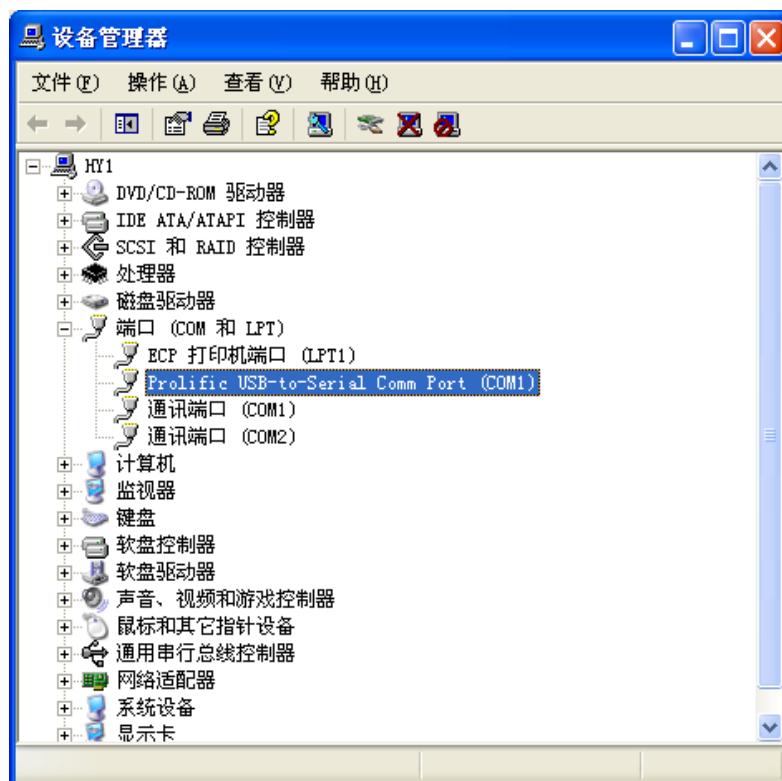 设备管理器
文件(F) 操作(A) 查看(V) 帮助(H)
HY1
DVD/CD-ROM 驱动器
IDE ATA/ATAPI 控制器
SCSI 和 RAID 控制器
处理器
磁盘驱动器
端口 (COM 和 LPT)
ECP 打印机端口 (LPT1)
Prolific USB-to-Serial Comm Port (COM1)
通讯端口 (COM1)
通讯端口 (COM2)
计算机
监视器
键盘
软盘控制器
软盘驱动器
声音、视频和游戏控制器
鼠标和其它指针设备
通用串行总线控制器
网络适配器
系统设备
显示卡